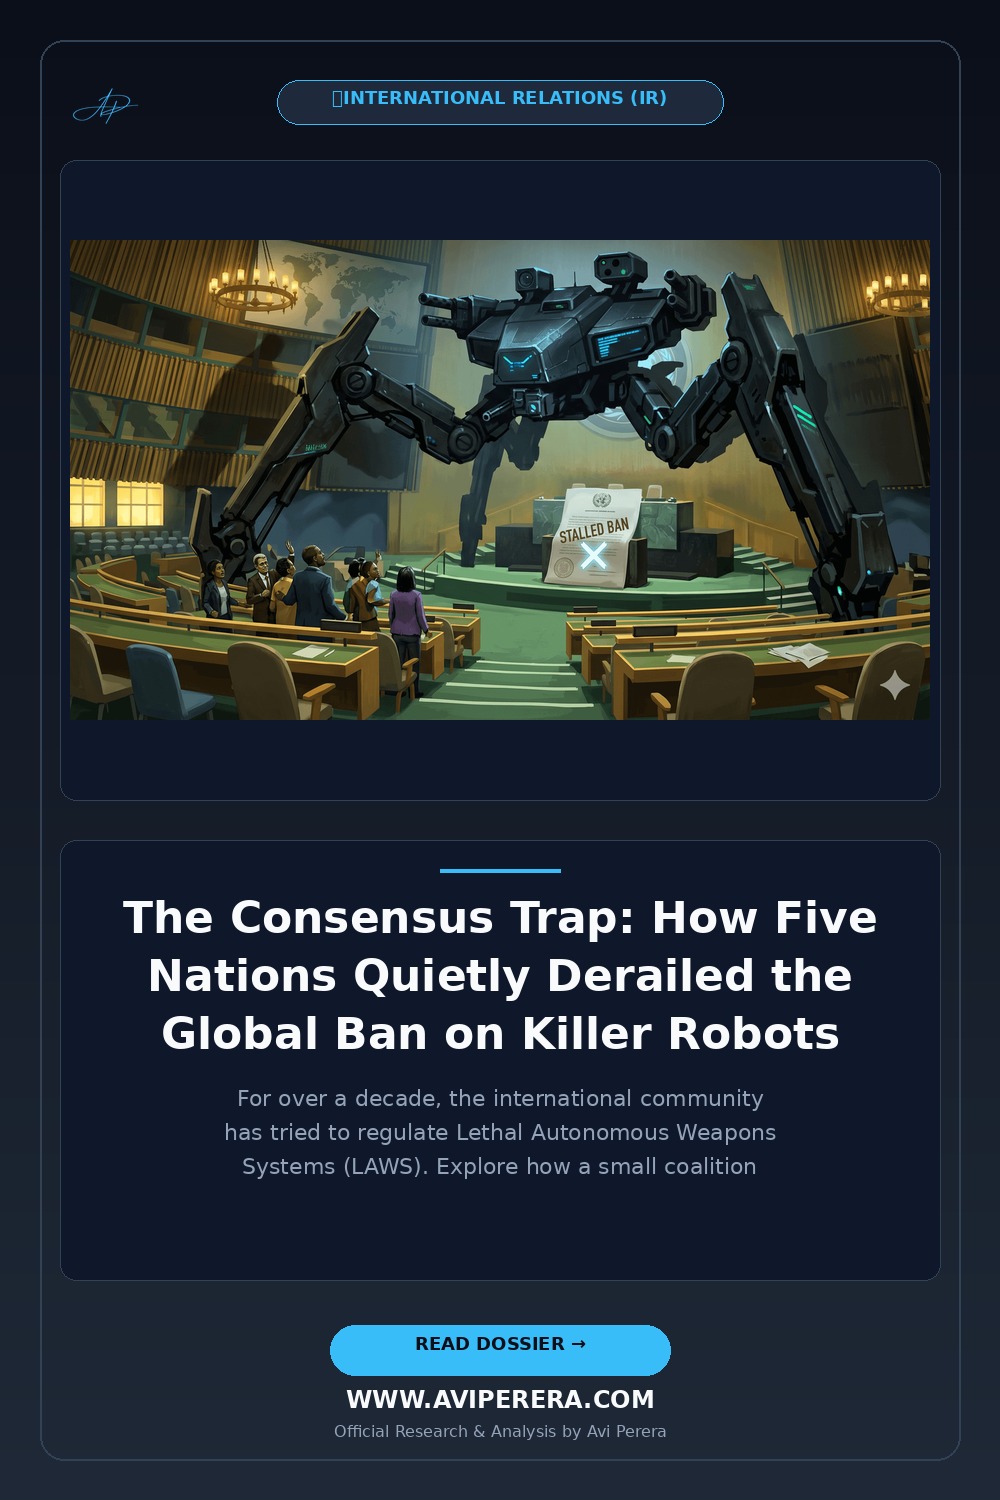 INTERNATIONAL RELATIONS (IR)
STALLED BAN
The Consensus Trap: How Five
Nations Quietly Derailed the
Global Ban on Killer Robots
For over a decade, the international community
has tried to regulate Lethal Autonomous Weapons
Systems (LAWS). Explore how a small coalition
READ DOSSIER →
WWW.AVIPERERA.COM
Official Research & Analysis by Avi Perera